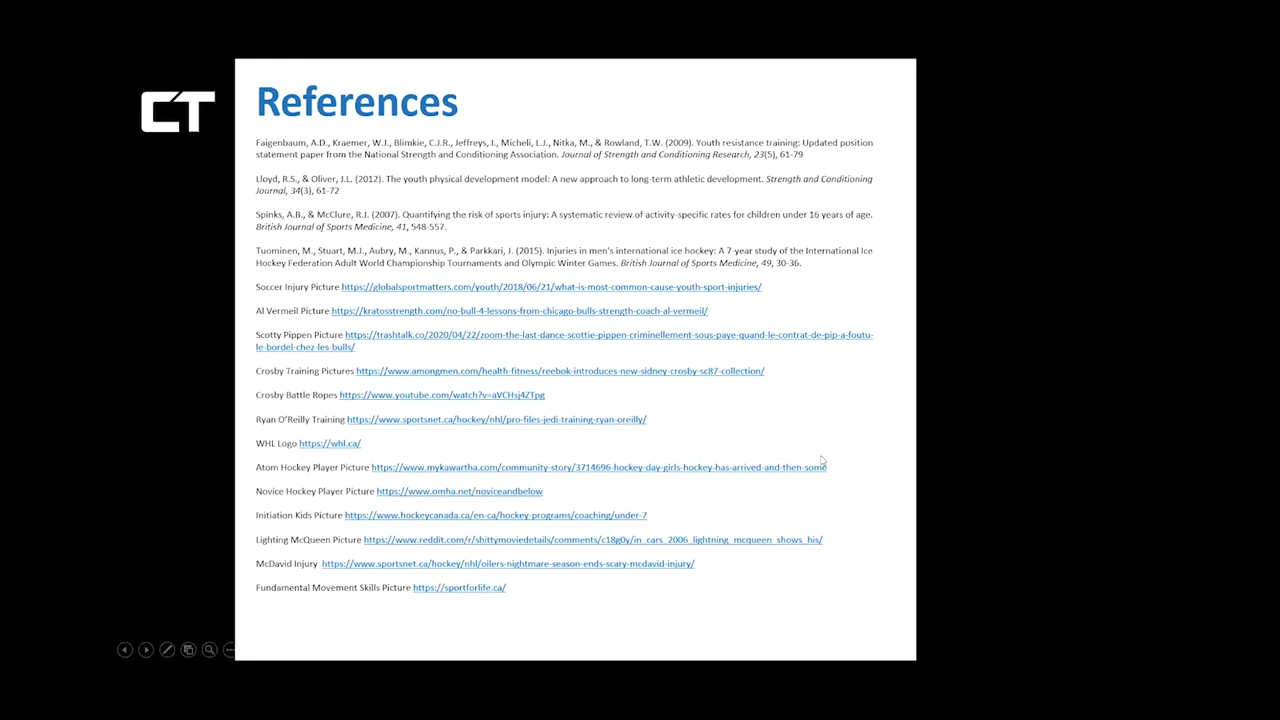 CT
References
Faigenbaum, A.D., Kraemer, W.J., Blimkie, C.J.R., Jeffreys, I., Micheli, L.J., Nitka, M., & Rowland, T.W. (2009). Youth resistance training: Updated position
statement paper from the National Strength and Conditioning Association. Journal of Strength and Conditioning Research, 23(5), 61-79
Lloyd, R.S., & Oliver, J.L. (2012). The youth physical development model: A new approach to long-term athletic development. Strength and Conditioning
Journal, 34(3), 61-72
Spinks, A.B., & McClure, R.J. (2007). Quantifying the risk of sports injury: A systematic review of activity-specific rates for children under 16 years of age.
British Journal of Sports Medicine, 41, 548-557.
Tuominen, M., Stuart, M.J., Aubry, M., Kannus, P., & Parkkari, J. (2015). Injuries in men's international ice hockey: A 7-year study of the International Ice
Hockey Federation Adult World Championship Tournaments and Olympic Winter Games. British Journal of Sports Medicine, 49, 30-36.
Soccer Injury Picture https://globalsportmatters.com/youth/2018/06/21/what-is-most-common-cause-youth-sport-injuries/
Al Vermeil Picture https://kratosstrength.com/no-bull-4-lessons-from-chicago-bulls-strength-coach-al-vermeil/
Scotty Pippen Picture https://trashtalk.co/2020/04/22/zoom-the-last-dance-scottie-pippen-criminellement-sous-paye-quand-le-contrat-de-pip-a-foutu-
le-bordel-chez-les-bulls/
Crosby Training Pictures https://www.amongmen.com/health-fitness/reebok-introduces-new-sidney-crosby-sc87-collection/
Crosby Battle Ropes https://www.youtube.com/watch?v=aVCHsj4ZTpg
Ryan O'Reilly Training https://www.sportsnet.ca/hockey/nhl/pro-files-jedi-training-ryan-oreilly/
WHL Logo https://whl.ca/
Atom Hockey Player Picture https://www.mykawartha.com/community-story/3714696-hockey-day-girls-hockey-has-arrived-and-then-some
Novice Hockey Player Picture https://www.omha.net/noviceandbelow
Initiation Kids Picture https://www.hockeycanada.ca/en-ca/hockey-programs/coaching/under-7
Lighting McQueen Picture https://www.reddit.com/r/shittymoviedetails/comments/c18g0y/in_cars_2006_lightning_mcqueen_shows_his/
McDavid Injury https://www.sportsnet.ca/hockey/nhl/oilers-nightmare-season-ends-scary-mcdavid-injury/
Fundamental Movement Skills Picture https://sportforlife.ca/